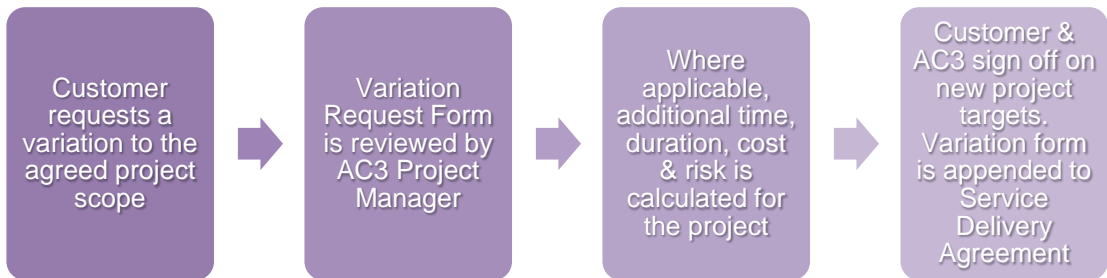 Customer
requests a
variation to the
agreed project
scope
Variation
Request Form
is reviewed by
AC3 Project
Manager
Where
applicable,
additional time,
duration, cost
& risk is
calculated for
the project
Customer &
AC3 sign off on
new project
targets.
Variation form
is appended to
Service
Delivery
Agreement